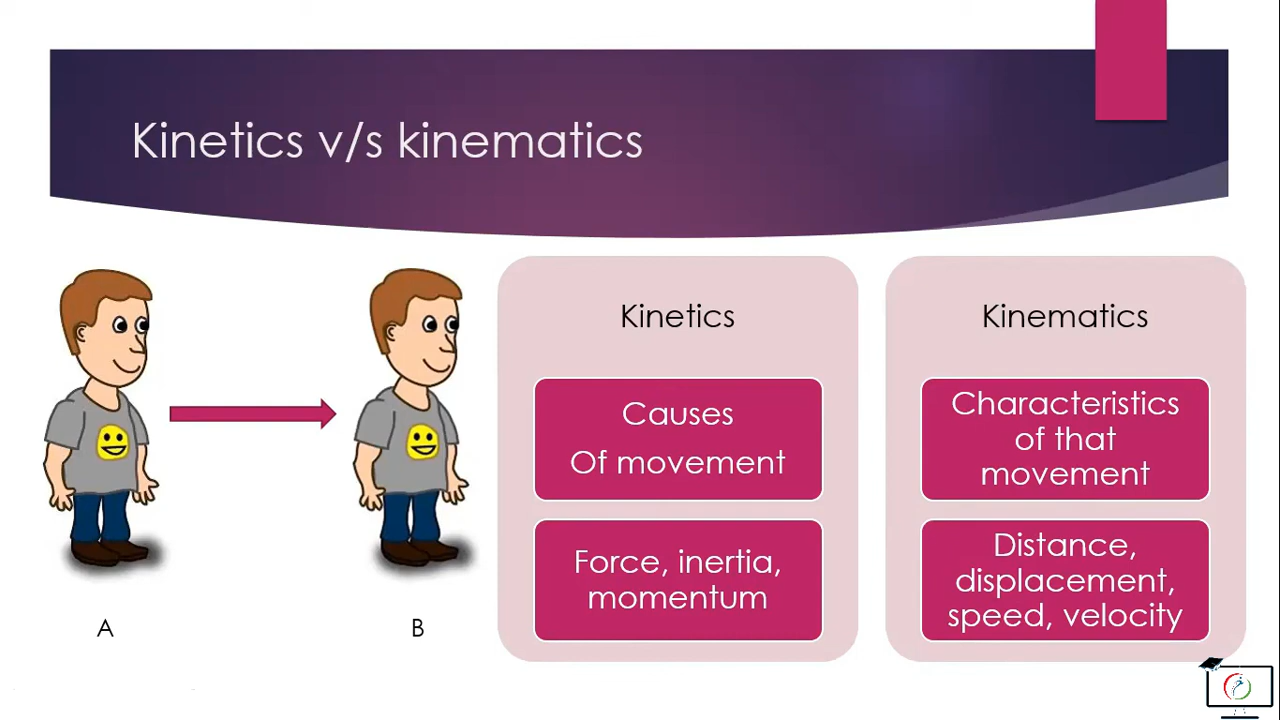 Kinetics v/s kinematics
Kinetics
Causes
Of movement
Force, inertia,
momentum
Kinematics
Characteristics
of that
movement
Distance,
displacement,
speed, velocity
A
B